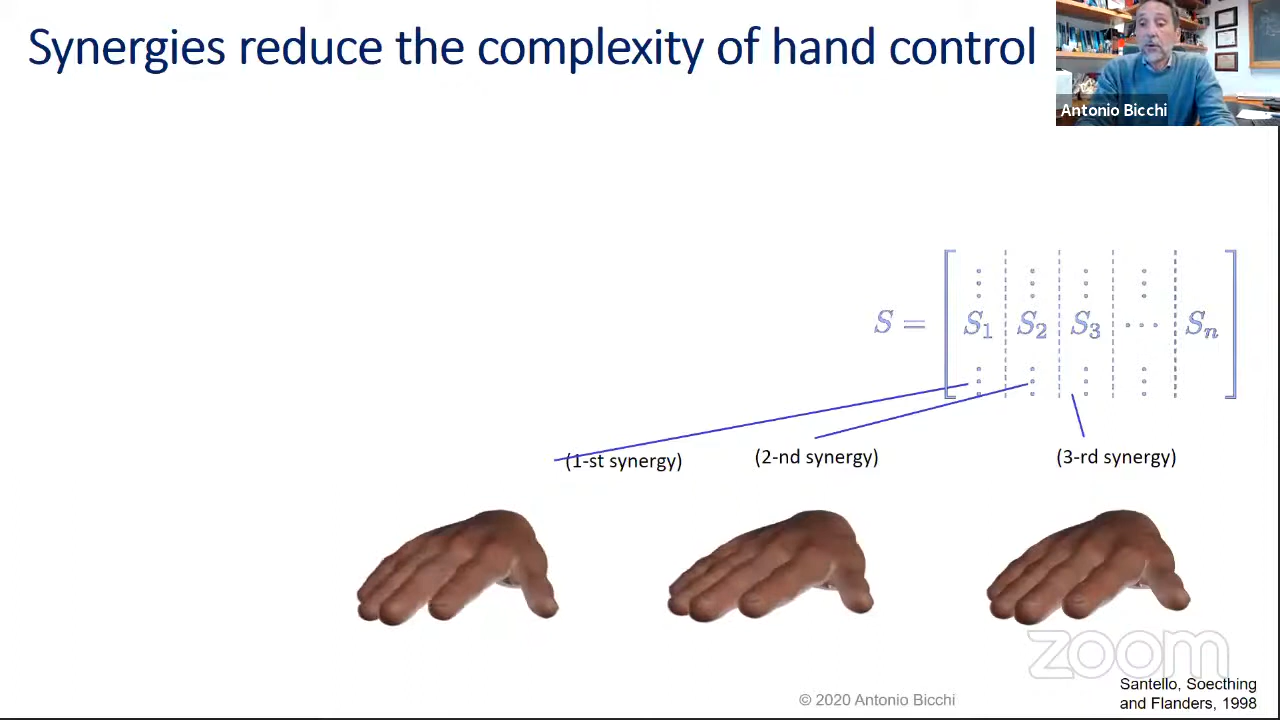 Synergies reduce the complexity of hand control
Antonio Bicchi
S = [ S₁ S₂ S₃ ⋯ Sₙ ]
(1-st synergy)
(2-nd synergy)
(3-rd synergy)
zoom
Santello, Soecthing
and Flanders, 1998
© 2020 Antonio Bicchi